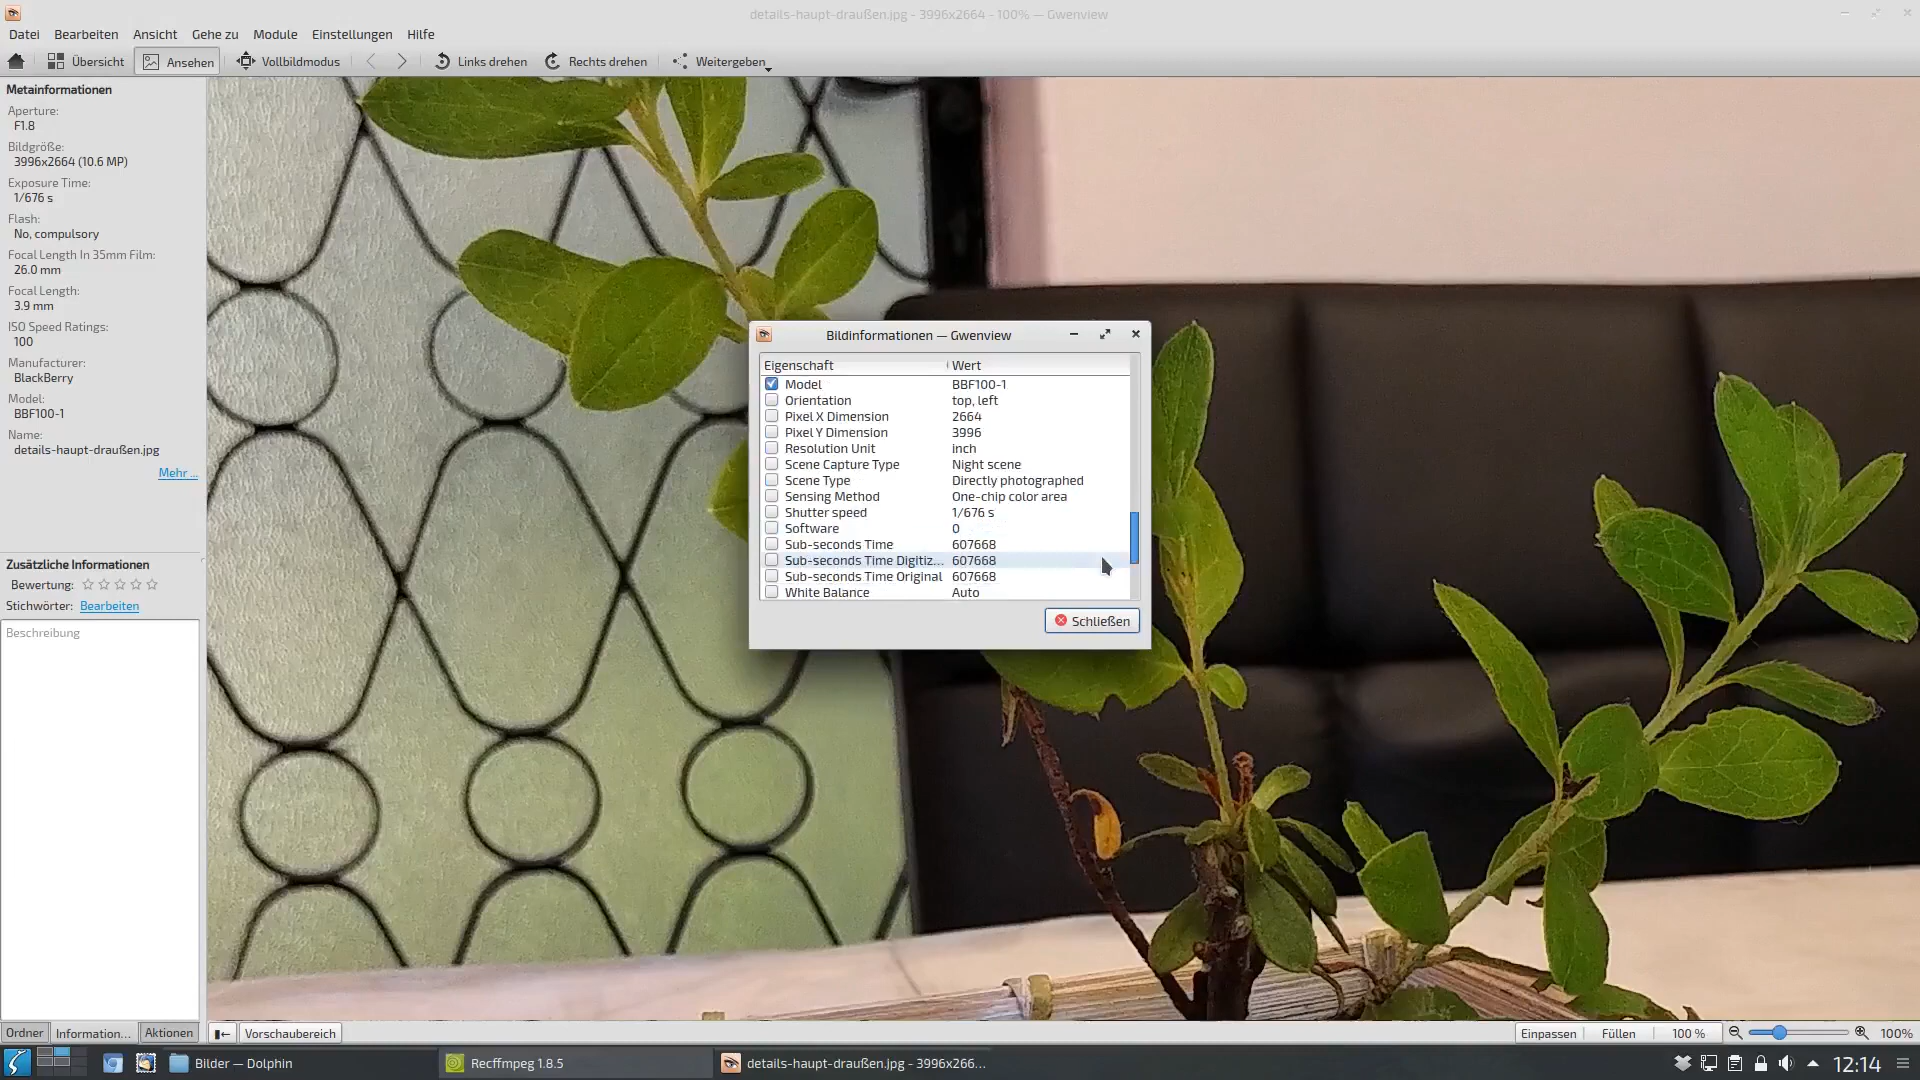 details-haupt-draußen.jpg - 3996x2664 - 100% — Gwenview
Datei Bearbeiten Ansicht Gehe zu Module Einstellungen Hilfe
Übersicht Ansehen Vollbildmodus Links drehen Rechts drehen Weitergeben
Metainformationen
Aperture:
F1.8
Bildgröße:
3996x2664 (10.6 MP)
Exposure Time:
1/676 s
Flash:
No, compulsory
Focal Length In 35mm Film:
26.0 mm
Focal Length:
3.9 mm
ISO Speed Ratings:
100
Manufacturer:
BlackBerry
Model:
BBF100-1
Name:
details-haupt-draußen.jpg
Mehr ...
Zusätzliche Informationen
Bewertung:
Stichwörter: Bearbeiten
Beschreibung
Bildinformationen — Gwenview
Eigenschaft Wert
Model BBF100-1
Orientation top, left
Pixel X Dimension 2664
Pixel Y Dimension 3996
Resolution Unit inch
Scene Capture Type Night scene
Scene Type Directly photographed
Sensing Method One-chip color area
Shutter speed 1/676 s
Software 0
Sub-seconds Time 607668
Sub-seconds Time Digitiz... 607668
Sub-seconds Time Original 607668
White Balance Auto
Schließen
Ordner Information... Aktionen Vorschaubereich Einpassen Füllen 100 % 100%
Bilder — Dolphin Recffmpeg 1.8.5 details-haupt-draußen.jpg - 3996x266... 12:14